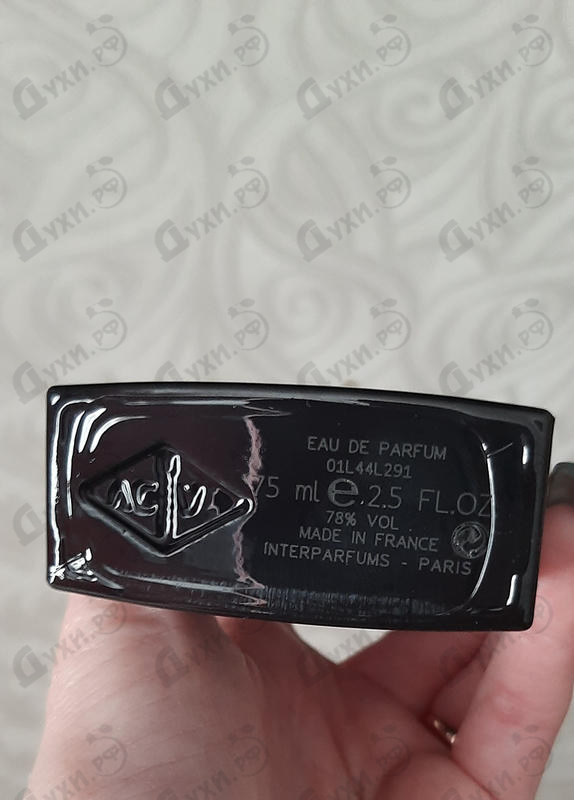 EAU DE PARFUM
01L44L291
75 ml e 2.5 FL.OZ
78% VOL
MADE IN FRANCE
INTERPARFUMS - PARIS
Духи.рф